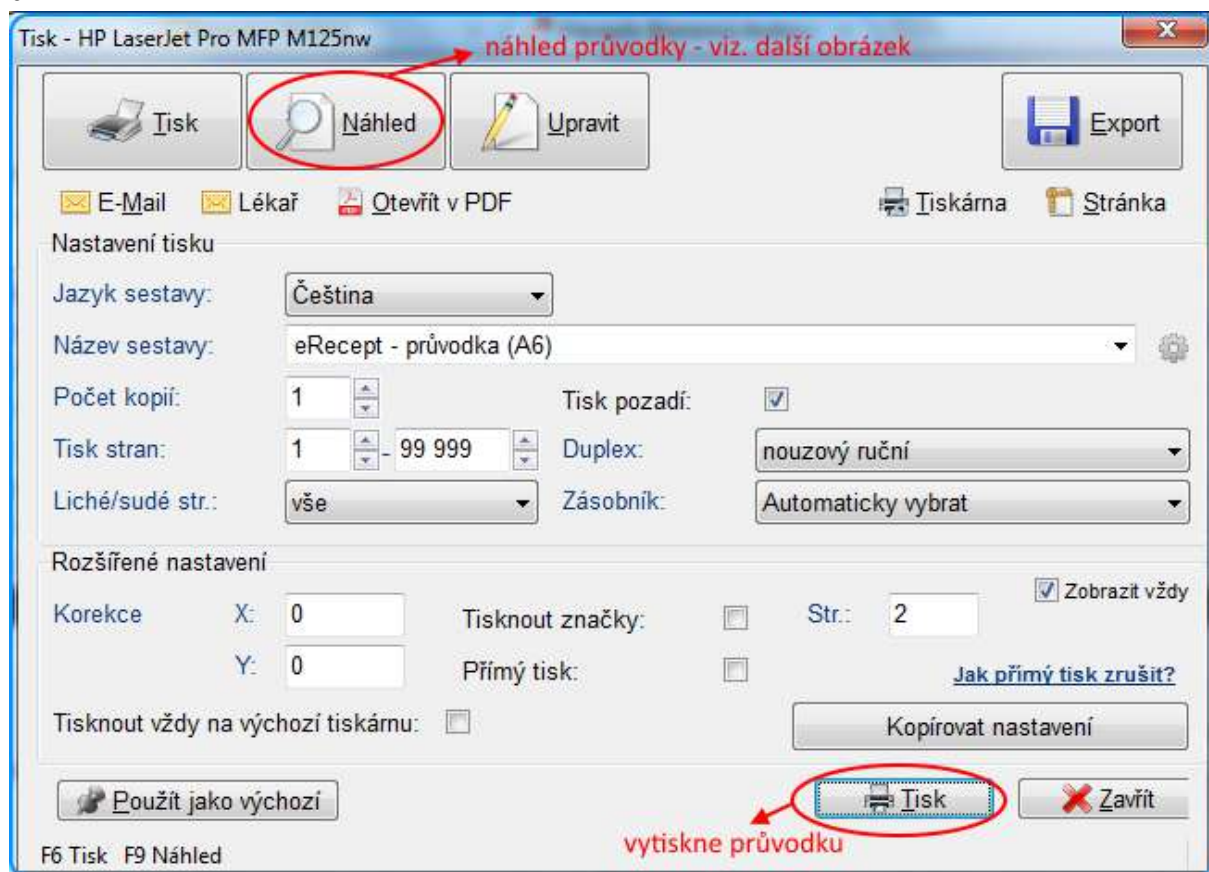 Tisk - HP LaserJet Pro MFP M125nw
náhled průvodky - viz. další obrázek
Tisk Náhled Upravit Export
E-Mail Lékař Otevřít v PDF Tiskárna Stránka
Nastavení tisku
Jazyk sestavy: Čeština
Název sestavy: eRecept - průvodka (A6)
Počet kopií: 1 Tisk pozadí:
Tisk stran: 1 - 99 999 Duplex: nouzový ruční
Liché/sudé str.: vše Zásobník: Automaticky vybrat
Rozšířené nastavení
Zobrazit vždy
Korekce X: 0 Tisknout značky: Str.: 2
Y: 0 Přímý tisk: Jak přímý tisk zrušit?
Tisknout vždy na výchozí tiskárnu: Kopírovat nastavení
Použít jako výchozí Tisk Zavřít
vytiskne průvodku
F6 Tisk F9 Náhled